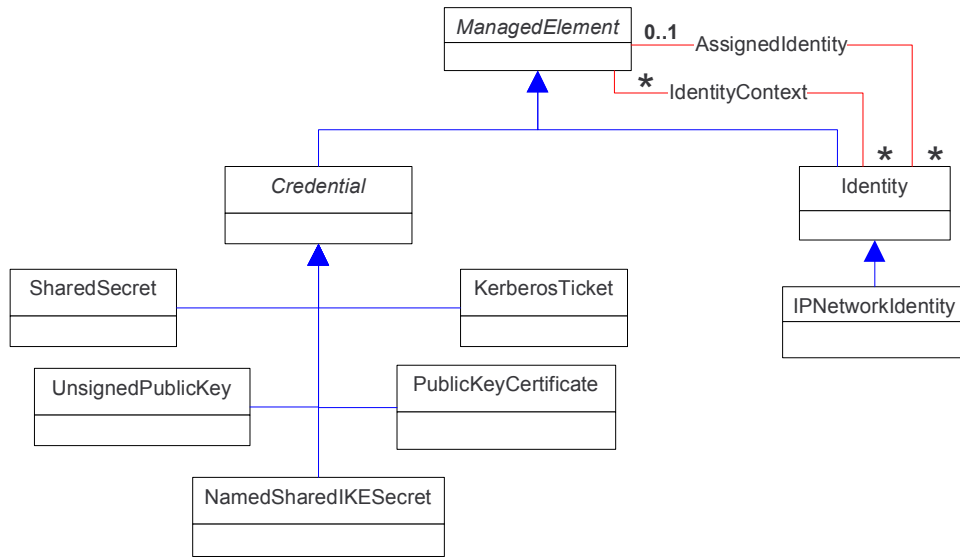 ManagedElement
0..1
AssignedIdentity
*
IdentityContext
*
*
Credential
Identity
SharedSecret
KerberosTicket
IPNetworkIdentity
UnsignedPublicKey
PublicKeyCertificate
NamedSharedIKESecret